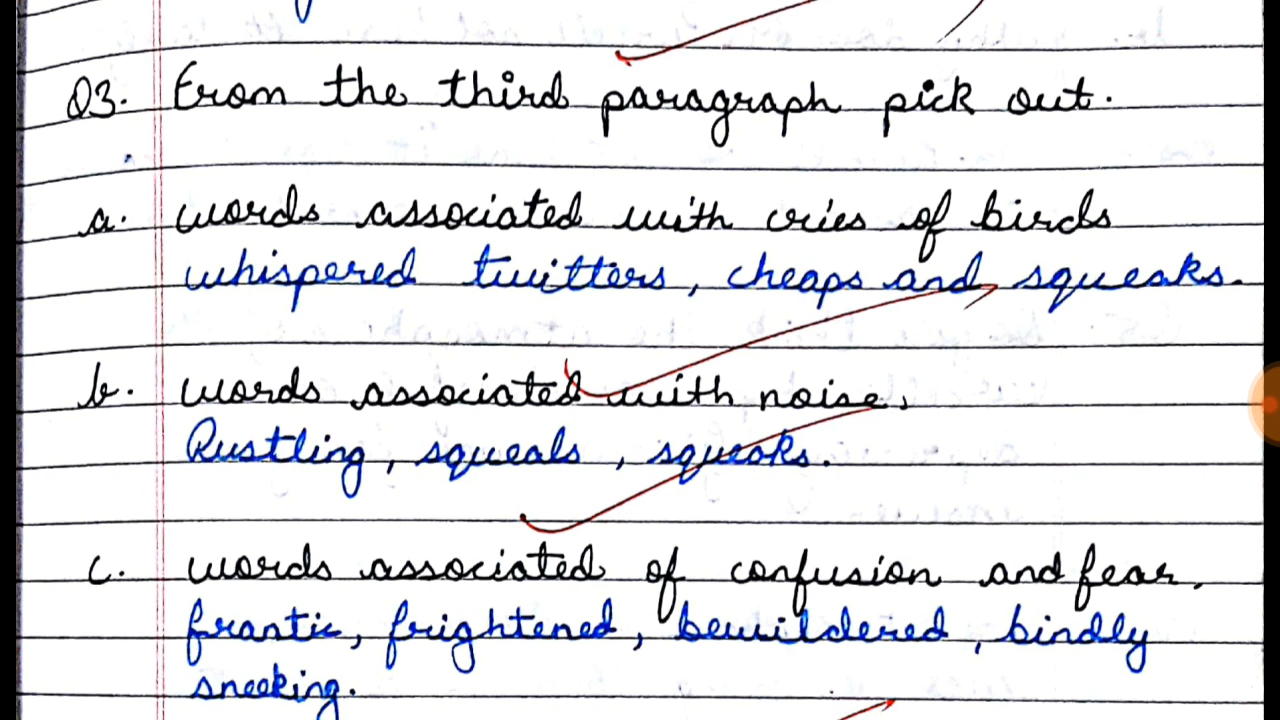 Q3. From the third paragraph pick out.
a. words associated with cries of birds
whispered twitters, cheaps and squeaks.
b. words associated with noise.
Rustling, squeals, squeaks.
c. words associated of confusion and fear.
frantic, frightened, bewildered, bindly
sneeking.